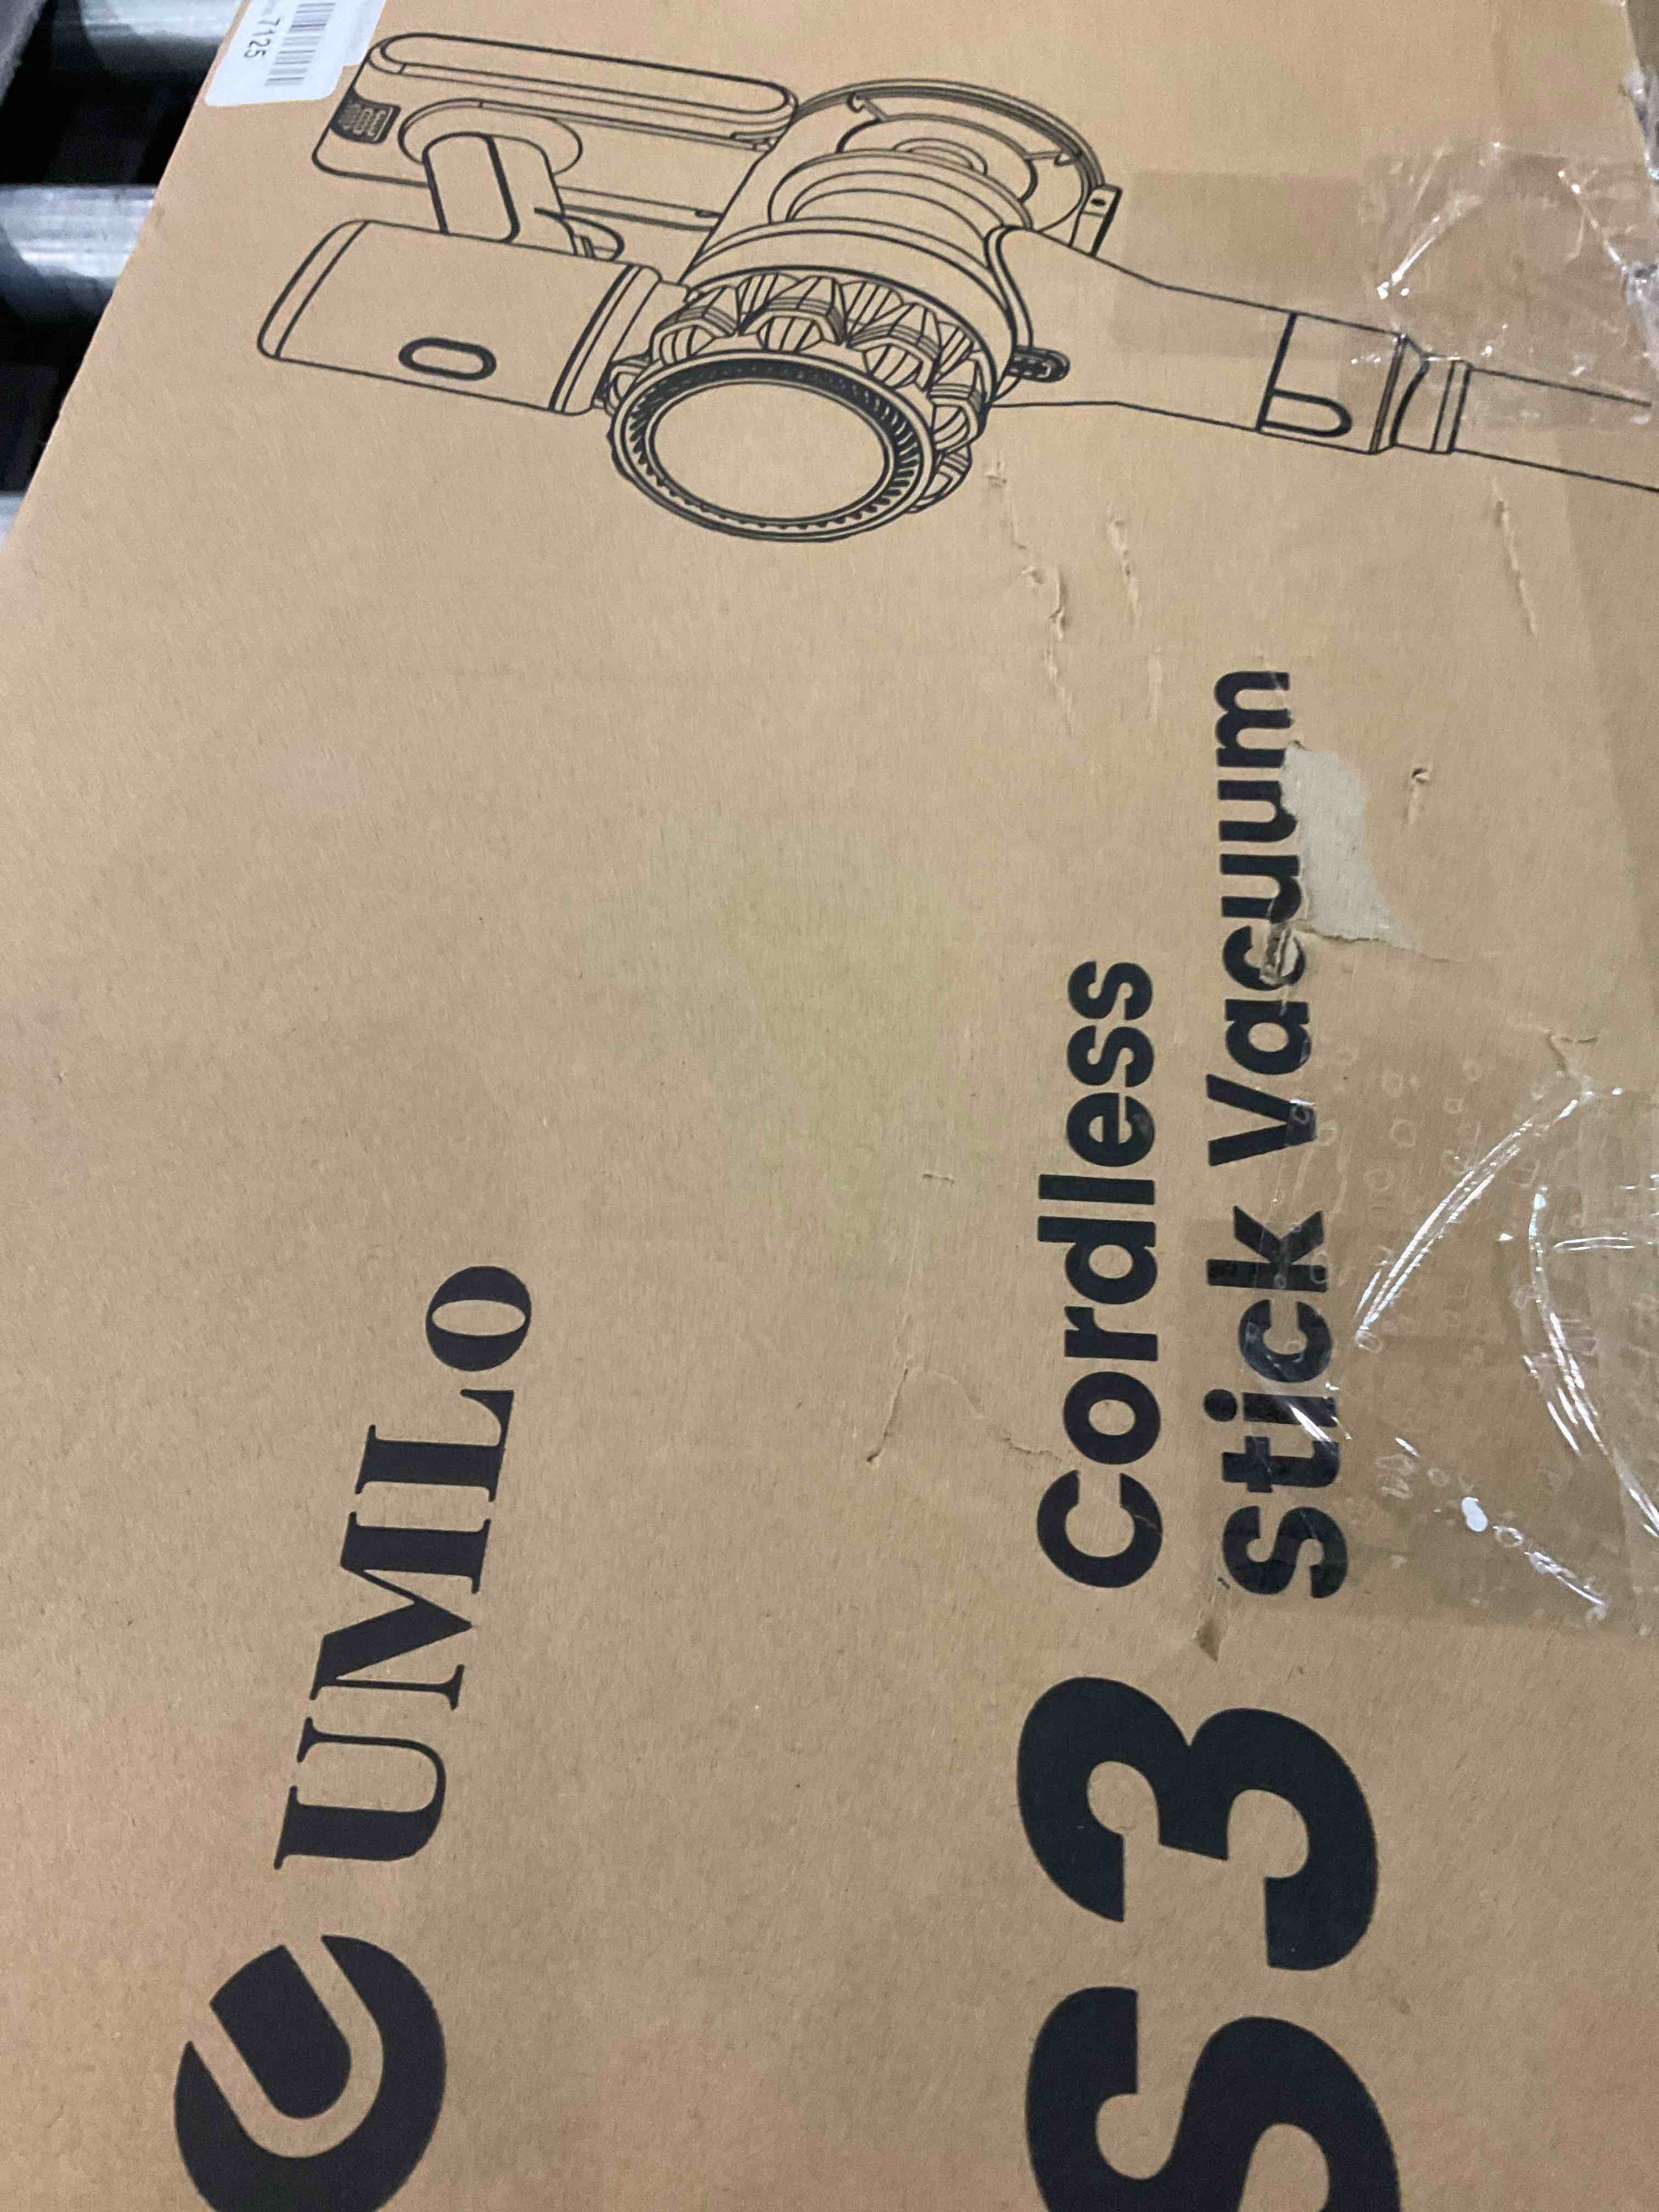 UMLO
S3
Cordless
Stick Vacuum
7125